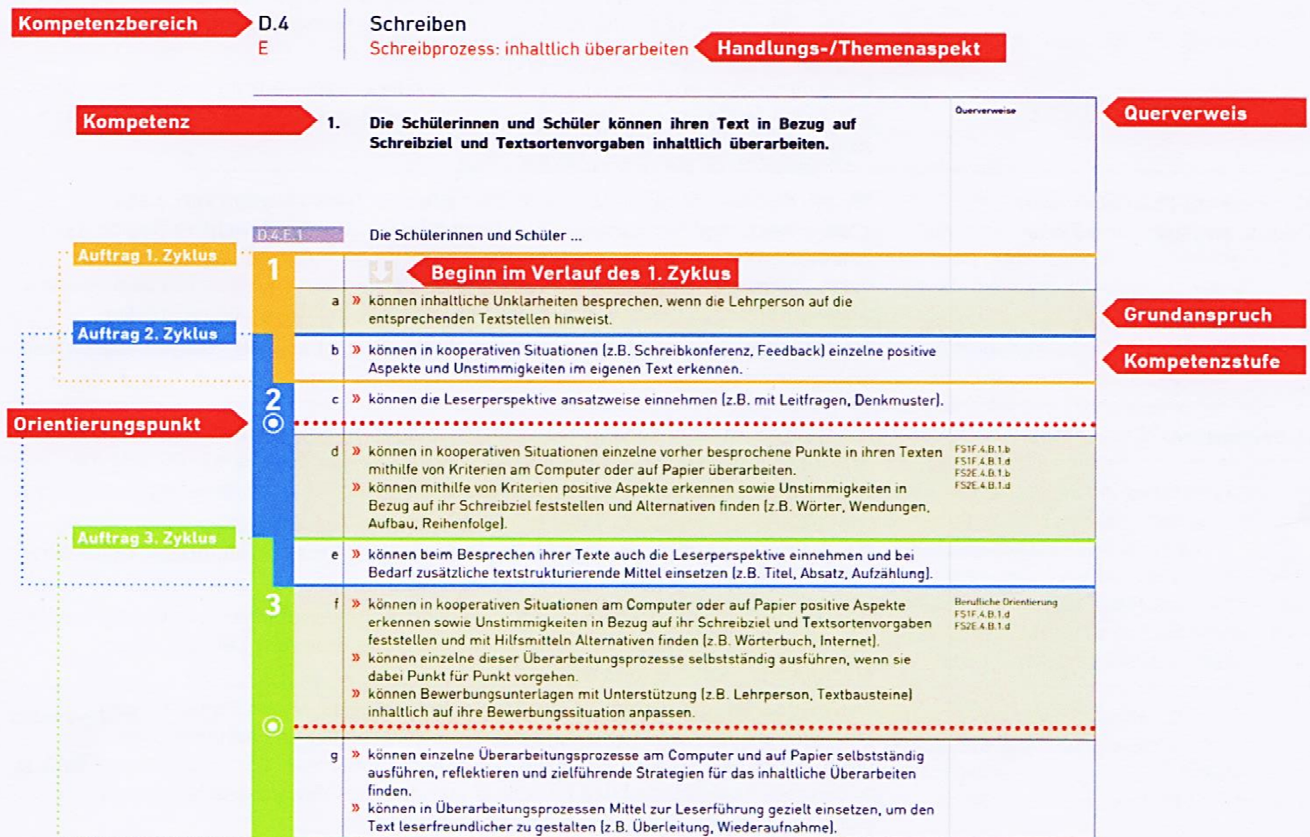 Kompetenzbereich D.4 Schreiben
E Schreibprozess: inhaltlich überarbeiten Handlungs-/Themenaspekt
Querverweise
Querverweis
Kompetenz 1. Die Schülerinnen und Schüler können ihren Text in Bezug auf
Schreibziel und Textsortenvorgaben inhaltlich überarbeiten.
D.4.E.1 Die Schülerinnen und Schüler ...
Auftrag 1. Zyklus
1 Beginn im Verlauf des 1. Zyklus
a » können inhaltliche Unklarheiten besprechen, wenn die Lehrperson auf die
entsprechenden Textstellen hinweist.
Grundanspruch
Auftrag 2. Zyklus
b » können in kooperativen Situationen (z.B. Schreibkonferenz, Feedback) einzelne positive
Aspekte und Unstimmigkeiten im eigenen Text erkennen.
Kompetenzstufe
2 c » können die Leserperspektive ansatzweise einnehmen (z.B. mit Leitfragen, Denkmuster).
Orientierungspunkt
d » können in kooperativen Situationen einzelne vorher besprochene Punkte in ihren Texten
mithilfe von Kriterien am Computer oder auf Papier überarbeiten.
» können mithilfe von Kriterien positive Aspekte erkennen sowie Unstimmigkeiten in
Bezug auf ihr Schreibziel feststellen und Alternativen finden (z.B. Wörter, Wendungen,
Aufbau, Reihenfolge).
FS1F.4.B.1.b
FS1F.4.B.1.d
FS2E.4.B.1.b
FS2E.4.B.1.d
Auftrag 3. Zyklus
e » können beim Besprechen ihrer Texte auch die Leserperspektive einnehmen und bei
Bedarf zusätzliche textstrukturierende Mittel einsetzen (z.B. Titel, Absatz, Aufzählung).
3 f » können in kooperativen Situationen am Computer oder auf Papier positive Aspekte
erkennen sowie Unstimmigkeiten in Bezug auf ihr Schreibziel und Textsortenvorgaben
feststellen und mit Hilfsmitteln Alternativen finden (z.B. Wörterbuch, Internet).
» können einzelne dieser Überarbeitungsprozesse selbstständig ausführen, wenn sie
dabei Punkt für Punkt vorgehen.
» können Bewerbungsunterlagen mit Unterstützung (z.B. Lehrperson, Textbausteine)
inhaltlich auf ihre Bewerbungssituation anpassen.
Berufliche Orientierung
FS1F.4.B.1.d
FS2E.4.B.1.d
g » können einzelne Überarbeitungsprozesse am Computer und auf Papier selbstständig
ausführen, reflektieren und zielführende Strategien für das inhaltliche Überarbeiten
finden.
» können in Überarbeitungsprozessen Mittel zur Leserführung gezielt einsetzen, um den
Text leserfreundlicher zu gestalten (z.B. Überleitung, Wiederaufnahme).